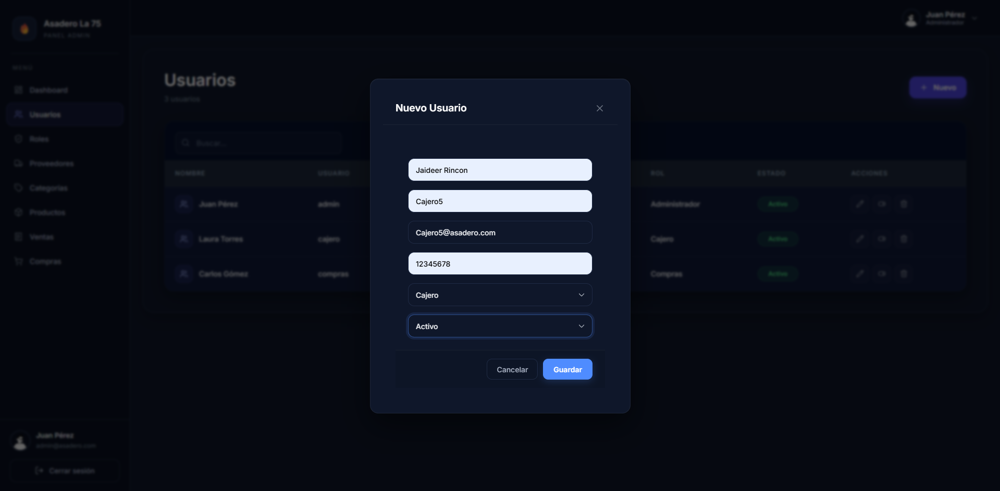 Asadero La 75
PANEL ADMIN
Juan Pérez
Administrador
MENÚ
Dashboard
Usuarios
Roles
Proveedores
Categorias
Productos
Ventas
Compras
Usuarios
3 usuarios
+ Nuevo
Buscar...
NOMBRE USUARIO ROL ESTADO ACCIONES
Juan Pérez admin Administrador Activo
Laura Torres cajero Cajero Activo
Carlos Gómez compras Compras Activo
Nuevo Usuario
Jaideer Rincon
Cajero5
Cajero5@asadero.com
12345678
Cajero
Activo
Cancelar
Guardar
Juan Pérez
admin@asadero.com
Cerrar sesión